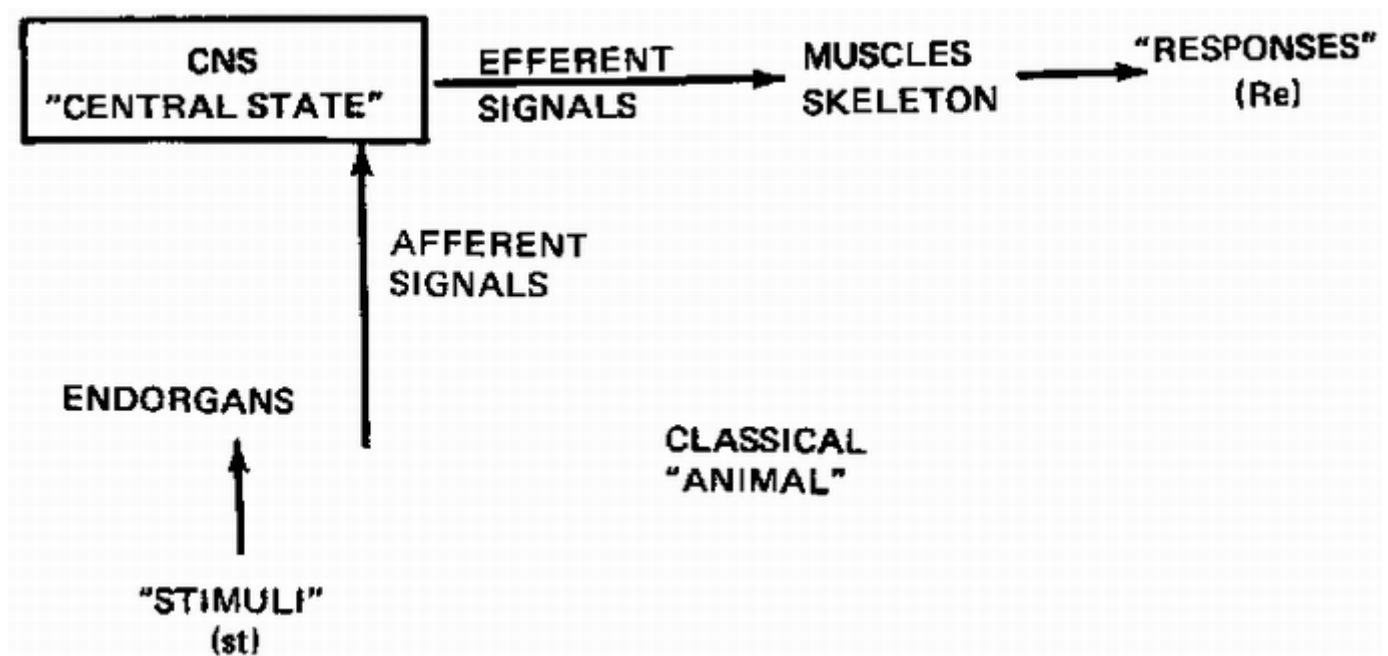 CNS
"CENTRAL STATE"
EFFERENT
SIGNALS
MUSCLES
SKELETON
"RESPONSES"
(Re)
AFFERENT
SIGNALS
ENDORGANS
CLASSICAL
"ANIMAL"
"STIMULI"
(st)